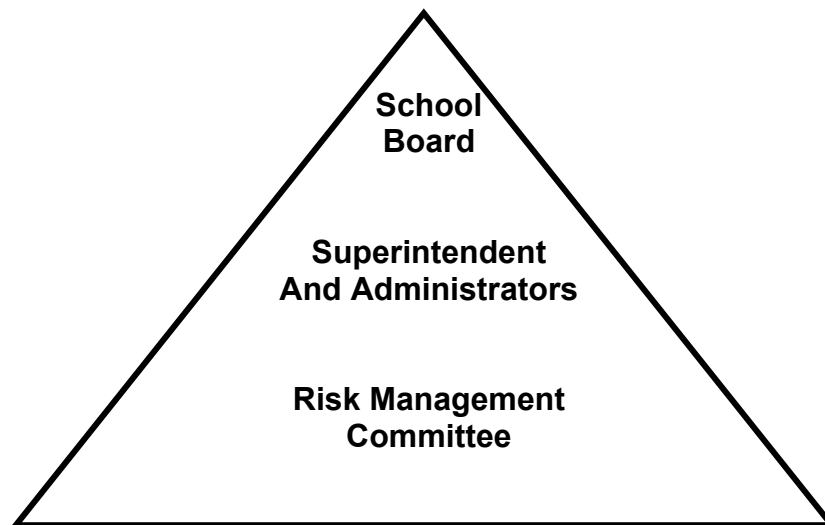 School
Board
Superintendent
And Administrators
Risk Management
Committee